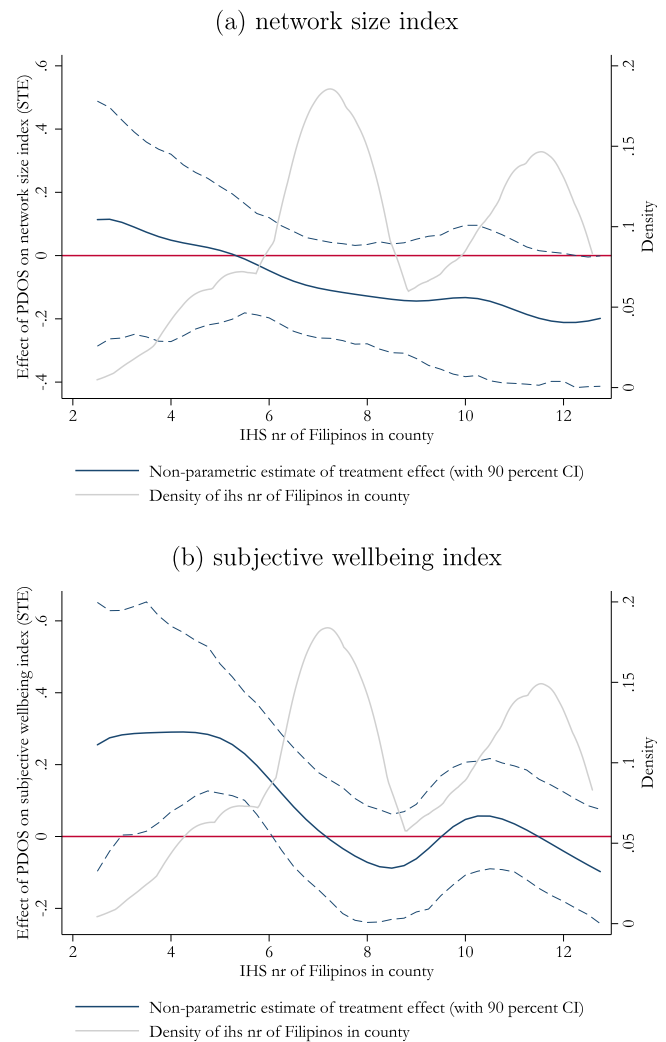 (a) network size index
Effect of PDOS on network size index (STE)
.6
.4
.2
0
-.2
-.4
.2
.15
.1
.05
0
Density
2 4 6 8 10 12
IHS nr of Filipinos in county
Non-parametric estimate of treatment effect (with 90 percent CI)
Density of ihs nr of Filipinos in county
(b) subjective wellbeing index
Effect of PDOS on subjective wellbeing index (STE)
.6
.4
.2
0
-.2
.2
.15
.1
.05
0
Density
2 4 6 8 10 12
IHS nr of Filipinos in county
Non-parametric estimate of treatment effect (with 90 percent CI)
Density of ihs nr of Filipinos in county